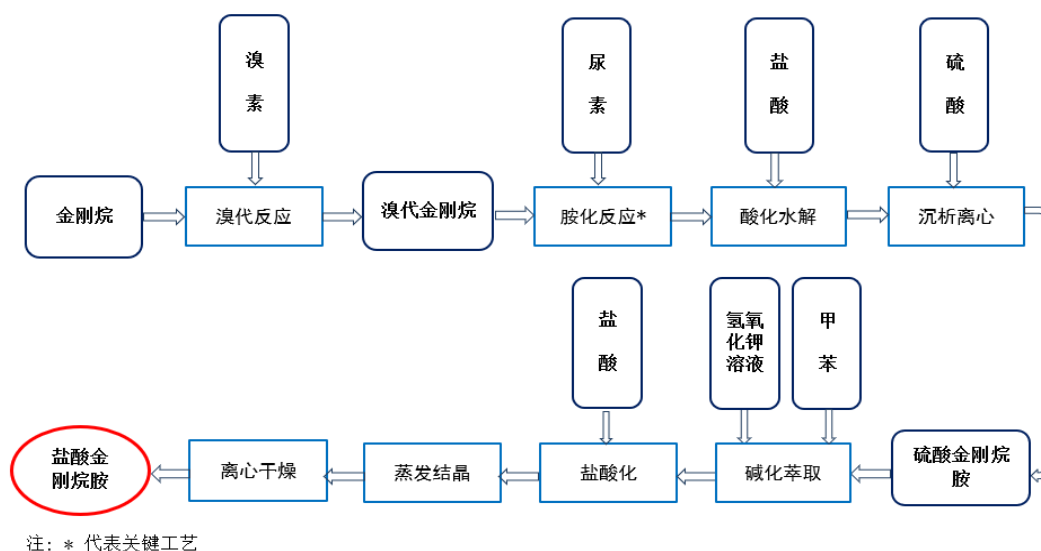 溴
素
尿
素
盐
酸
硫
酸
金刚烷
溴代反应
溴代金刚烷
胺化反应*
酸化水解
沉析离心
盐
酸
氢氧
化钾
溶液
甲
苯
盐酸金
刚烷胺
离心干燥
蒸发结晶
盐酸化
碱化萃取
硫酸金刚烷
胺
注：* 代表关键工艺